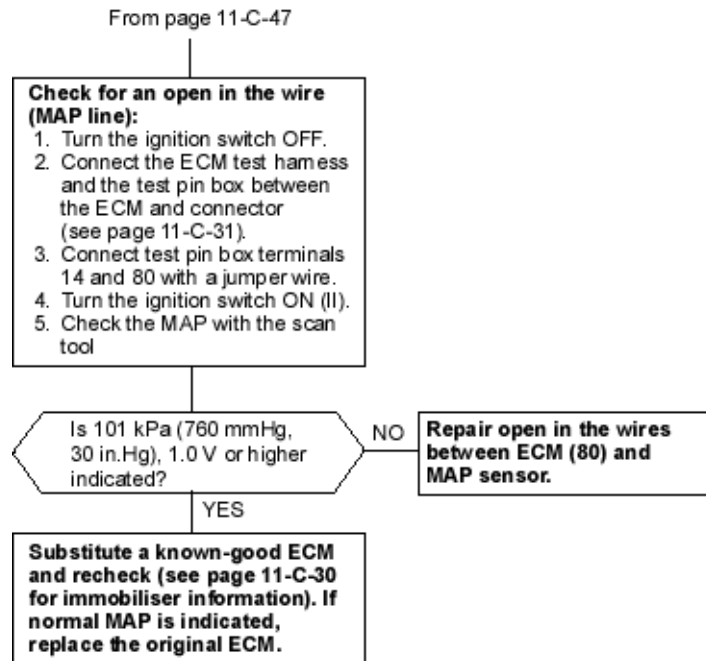 From page 11-C-47
Check for an open in the wire
(MAP line):
1. Turn the ignition switch OFF.
2. Connect the ECM test harness
and the test pin box between
the ECM and connector
(see page 11-C-31).
3. Connect test pin box terminals
14 and 80 with a jumper wire.
4. Turn the ignition switch ON (II).
5. Check the MAP with the scan
tool
Is 101 kPa (760 mmHg,
30 in.Hg), 1.0 V or higher
indicated?
NO
Repair open in the wires
between ECM (80) and
MAP sensor.
YES
Substitute a known-good ECM
and recheck (see page 11-C-30
for immobiliser information). If
normal MAP is indicated,
replace the original ECM.